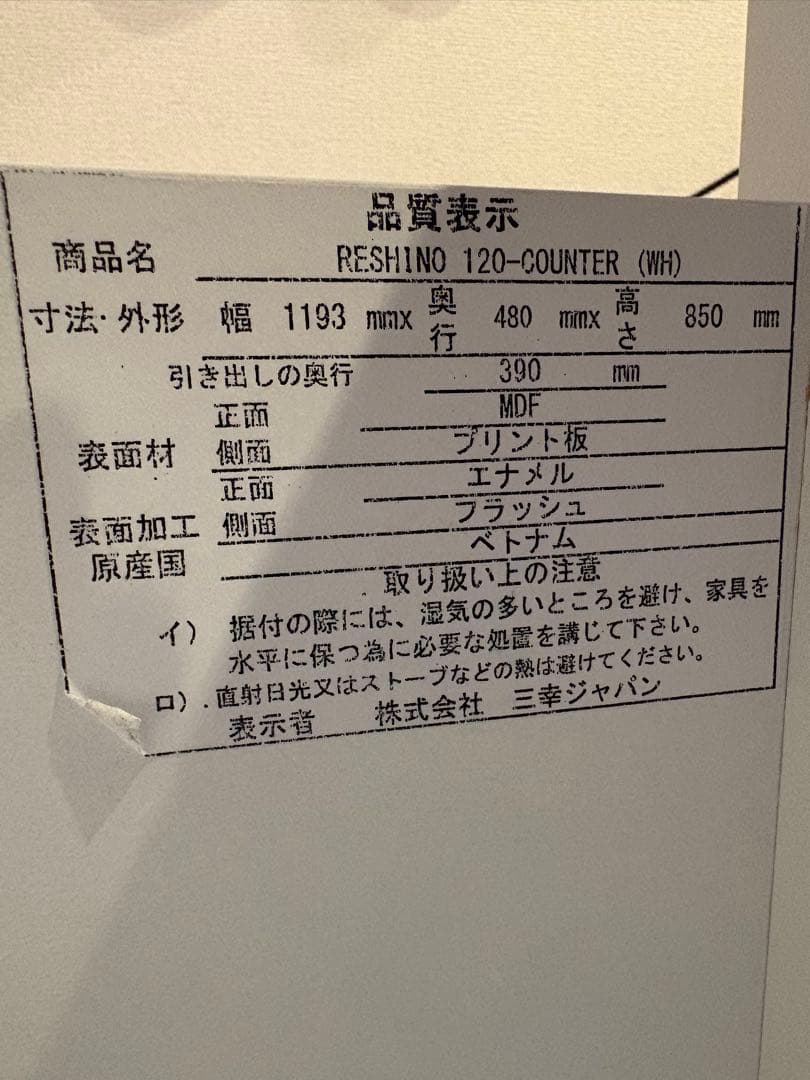 品質表示
商品名 RESHINO 120-COUNTER (WH)
寸法・外形 幅 1193 mmx 奥行 480 mmx 高さ 850 mm
引き出しの奥行 390 mm
表面材 正面 MDF
側面 プリント板
表面加工 正面 エナメル
側面 フラッシュ
原産国 ベトナム
取り扱い上の注意
イ) 据付の際には、湿気の多いところを避け、家具を
水平に保つ為に必要な処置を講じて下さい。
ロ). 直射日光又はストーブなどの熱は避けてください。
表示者 株式会社 三幸ジャパン